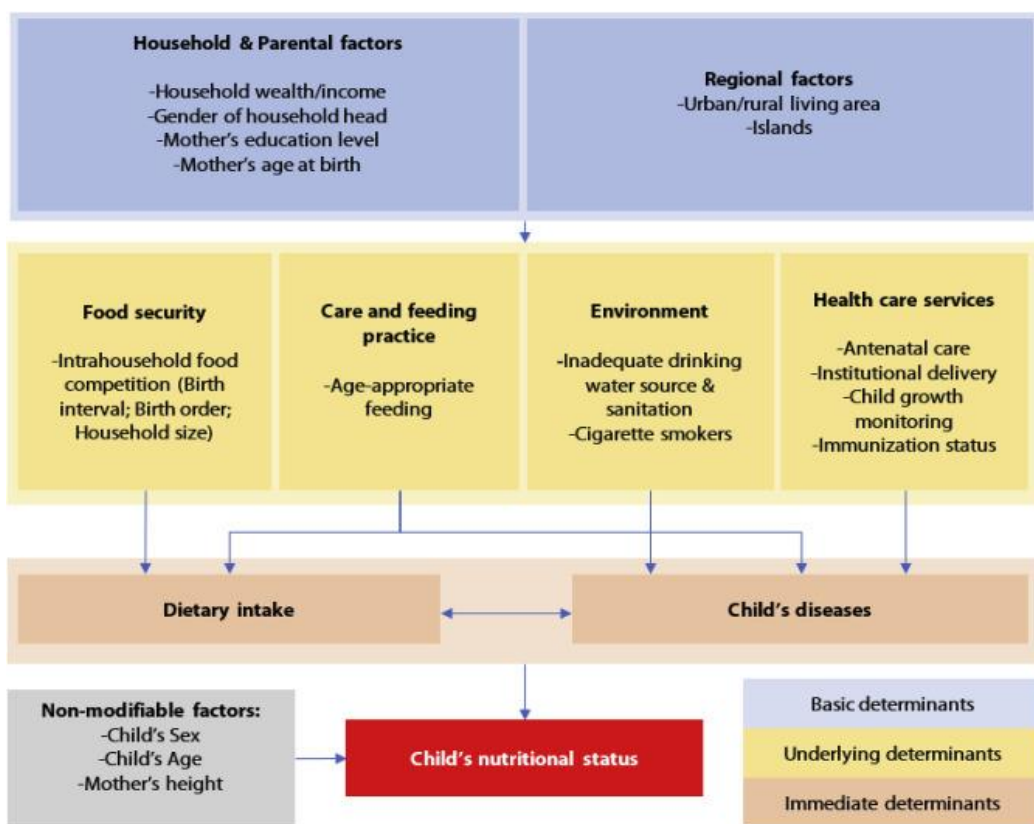 Household & Parental factors
-Household wealth/income
-Gender of household head
-Mother's education level
-Mother's age at birth
Regional factors
-Urban/rural living area
-Islands
Food security
-Intrahousehold food
competition (Birth
interval; Birth order;
Household size)
Care and feeding
practice
-Age-appropriate
feeding
Environment
-Inadequate drinking
water source &
sanitation
-Cigarette smokers
Health care services
-Antenatal care
-Institutional delivery
-Child growth
monitoring
-Immunization status
Dietary intake
Child's diseases
Non-modifiable factors:
-Child's Sex
-Child's Age
-Mother's height
Child's nutritional status
Basic determinants
Underlying determinants
Immediate determinants